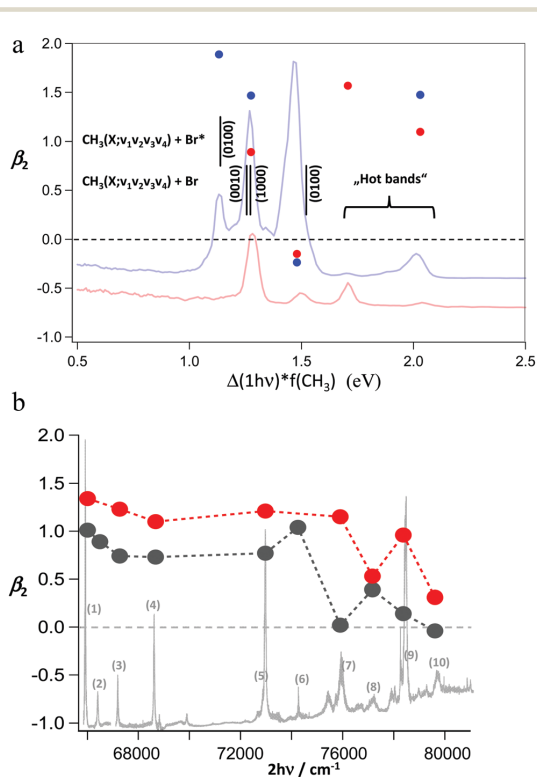 a
2.0
1.5
1.0
0.5
0.0
-0.5
-1.0
β2
CH3(X;v1v2v3v4) + Br*
CH3(X;v1v2v3v4) + Br
(0100)
(0010)
(1000)
(0100)
„Hot bands“
0.5 1.0 1.5 2.0 2.5
Δ(1hν)*f(CH3) (eV)
b
2.0
1.5
1.0
0.5
0.0
-0.5
-1.0
β2
(1)
(2)
(3)
(4)
(5)
(6)
(7)
(8)
(9)
(10)
68000 72000 76000 80000
2hν / cm-1